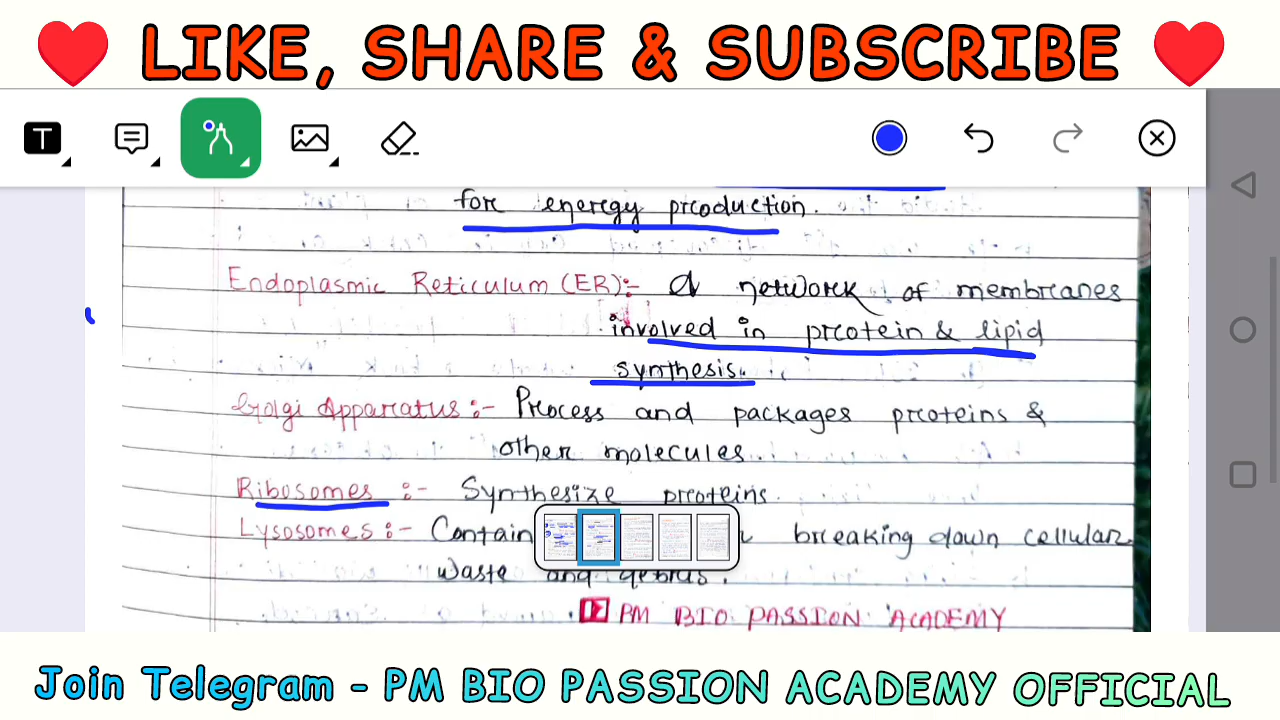 LIKE, SHARE & SUBSCRIBE
T
for energy production.
Endoplasmic Reticulum (ER):- A network of membranes
involved in protein & lipid
synthesis.
Golgi Apparatus :- Process and packages proteins &
other molecules.
Ribosomes :- Synthesize proteins.
Lysosomes :- Contain breaking down cellular
waste and debris.
PM BIO PASSION ACADEMY
Join Telegram - PM BIO PASSION ACADEMY OFFICIAL